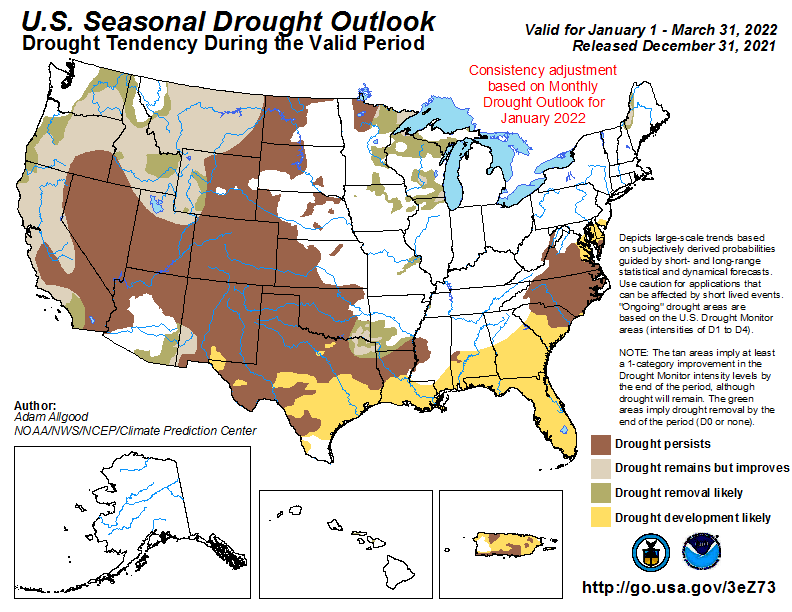 U.S. Seasonal Drought Outlook
Drought Tendency During the Valid Period
Valid for January 1 - March 31, 2022
Released December 31, 2021
Consistency adjustment
based on Monthly
Drought Outlook for
January 2022
Depicts large-scale trends based
on subjectively derived probabilities
guided by short- and long-range
statistical and dynamical forecasts.
Use caution for applications that
can be affected by short lived events.
"Ongoing" drought areas are
based on the U.S. Drought Monitor
areas (intensities of D1 to D4).
NOTE: The tan areas imply at least
a 1-category improvement in the
Drought Monitor intensity levels by
the end of the period, although
drought will remain. The green
areas imply drought removal by the
end of the period (D0 or none).
Author:
Adam Allgood
NOAA/NWS/NCEP/Climate Prediction Center
Drought persists
Drought remains but improves
Drought removal likely
Drought development likely
http://go.usa.gov/3eZ73